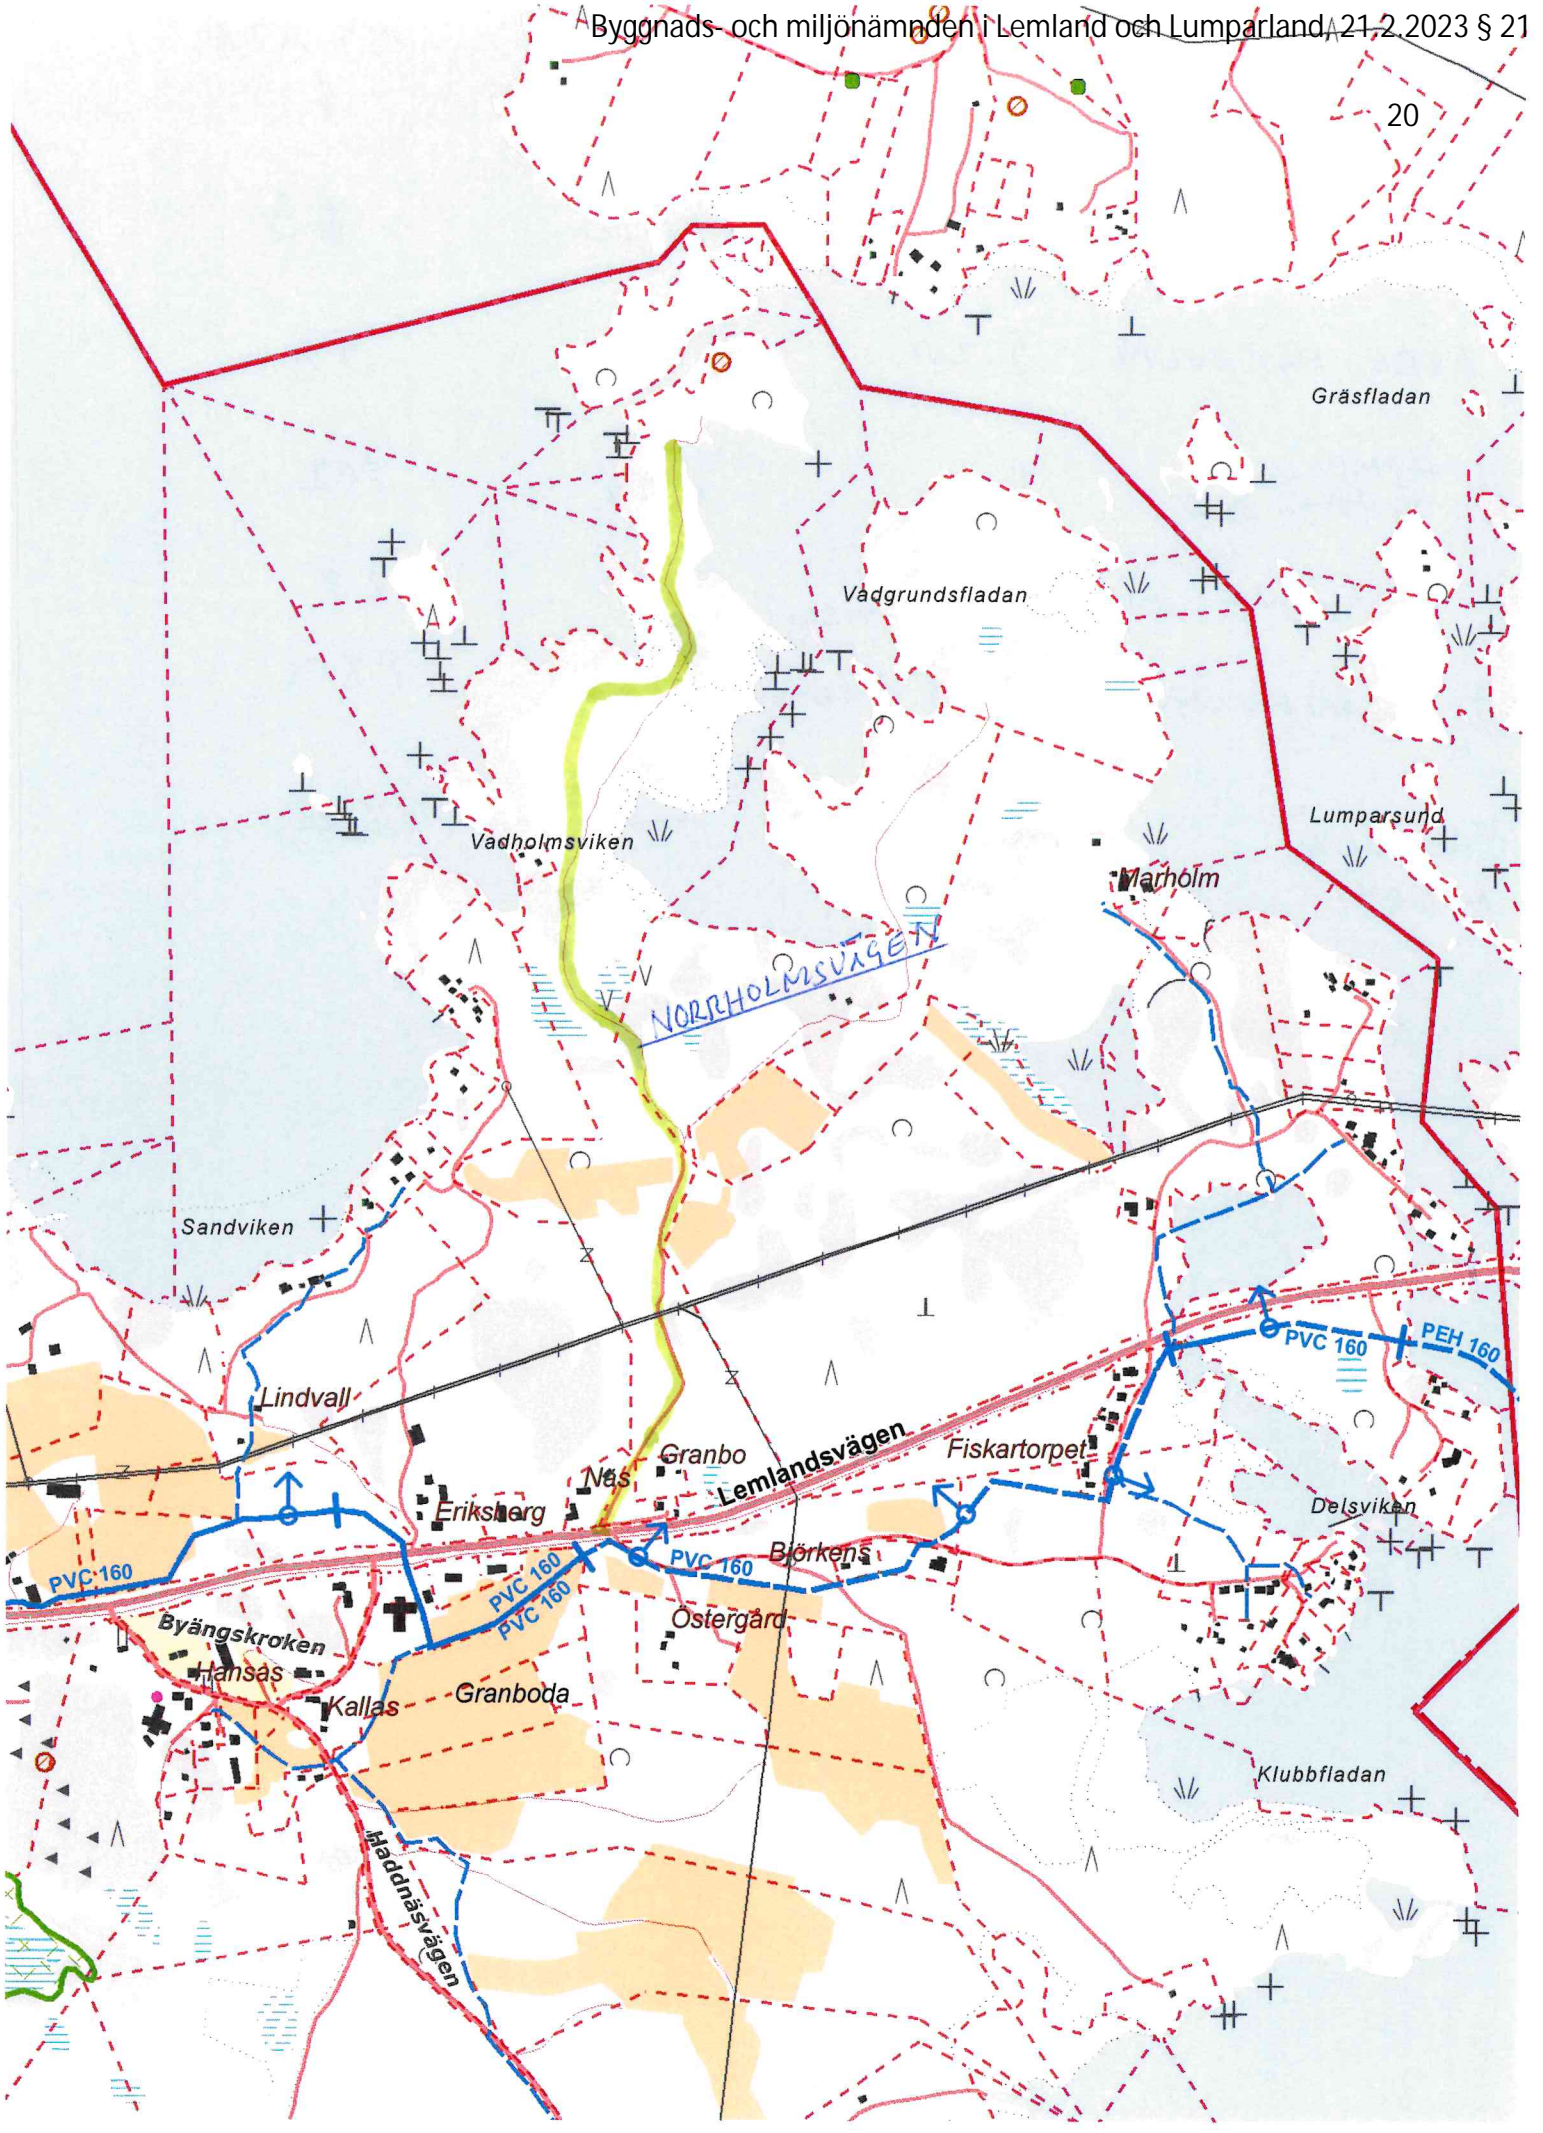 Byggnads- och miljönämnden i Lemland och Lumparland, 21.2.2023 § 21
20
Gräsfladan
Vadgrundsfladan
Lumparsund
Vadholmsviken
Marholm
NORRHOLMSVÄGEN
Sandviken
PVC 160
PEH 160
Lindvall
Granbo
Lemlandsvägen
Fiskartorpet
Näs
Eriksberg
Delsviken
PVC 160
Björkens
PVC 160
PVC 160
PVC 160
Byängskroken
Östergård
Hansas
Kallas
Granboda
Klubbfladan
Haddnäsvägen